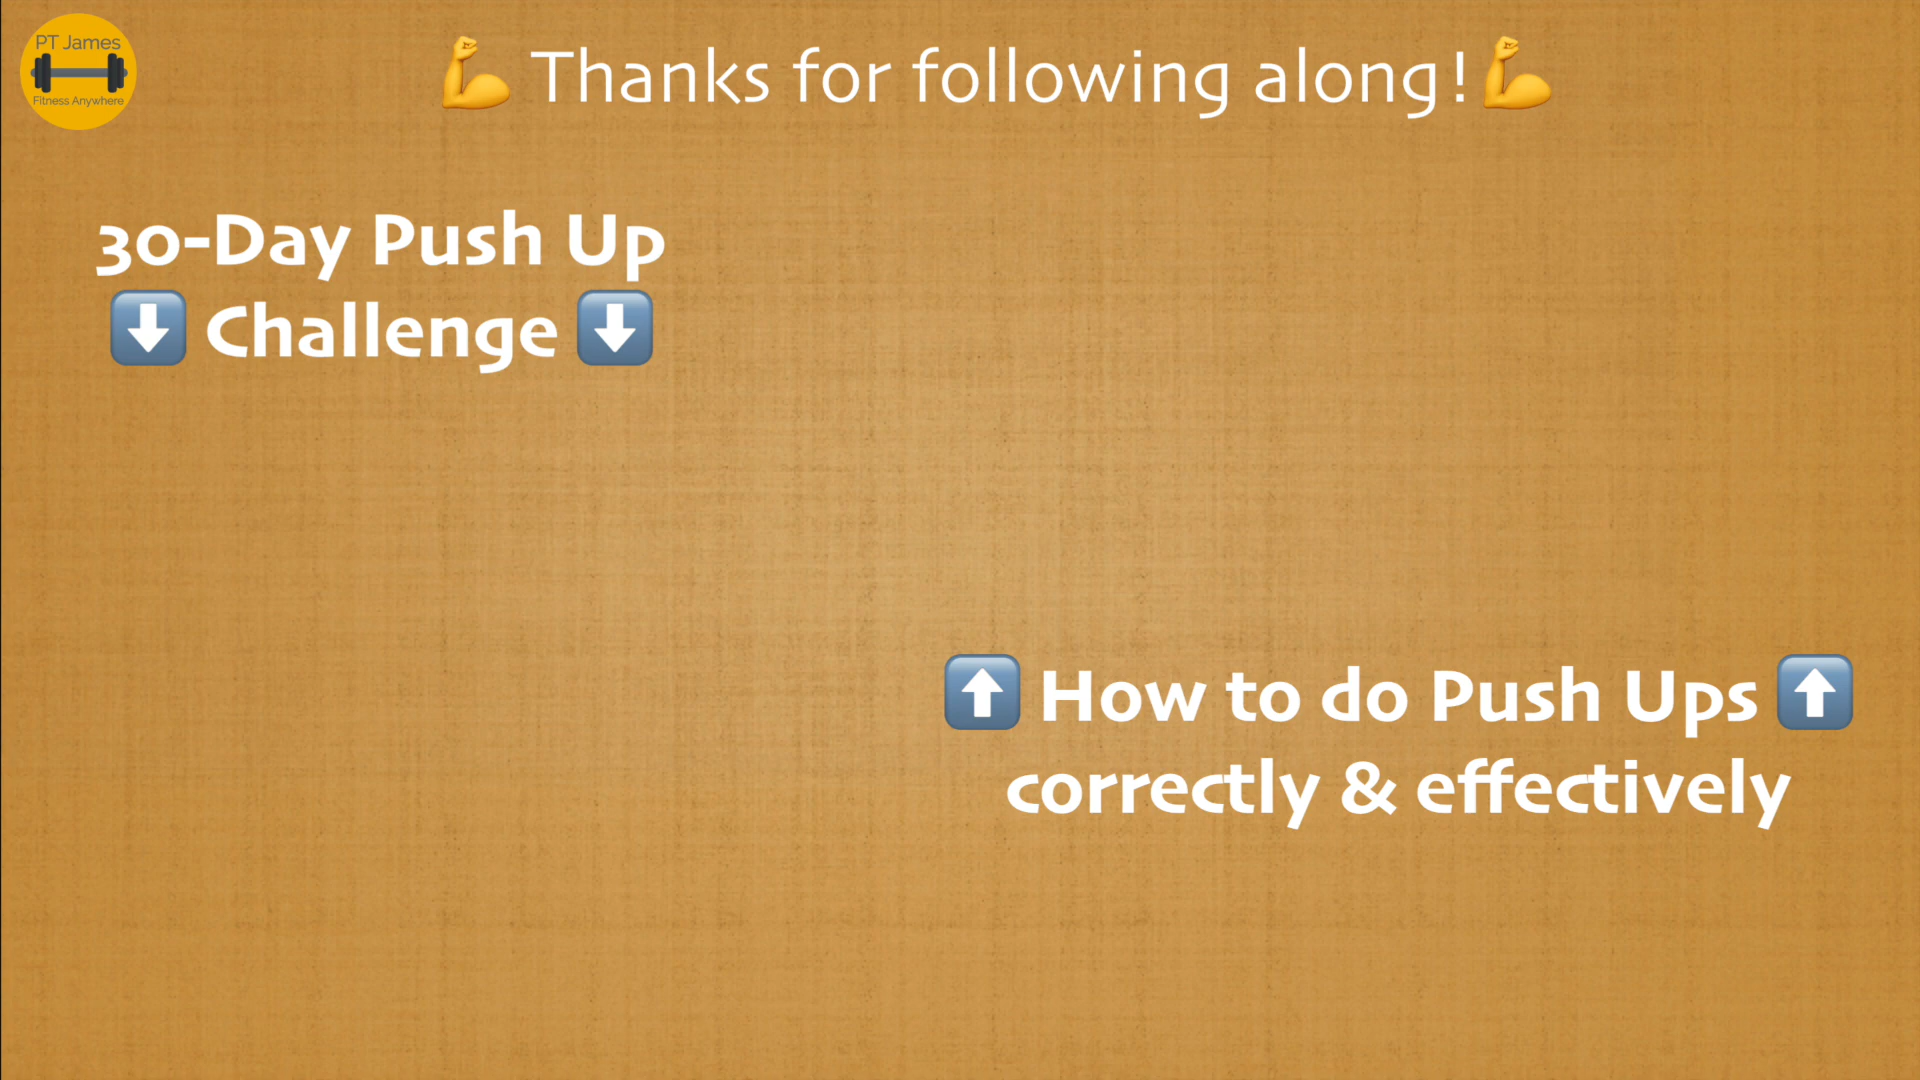 PT James
Fitness Anywhere
💪 Thanks for following along! 💪
30-Day Push Up
⬇️ Challenge ⬇️
⬆️ How to do Push Ups ⬆️
correctly & effectively